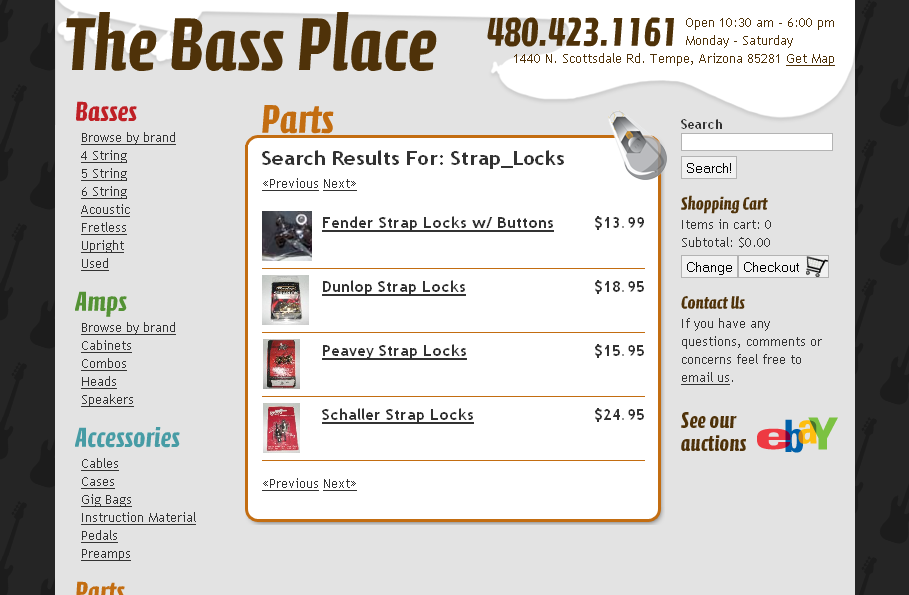 The Bass Place
480.423.1161
Open 10:30 am - 6:00 pm
Monday - Saturday
1440 N. Scottsdale Rd. Tempe, Arizona 85281 Get Map
Basses
Browse by brand
4 String
5 String
6 String
Acoustic
Fretless
Upright
Used
Amps
Browse by brand
Cabinets
Combos
Heads
Speakers
Accessories
Cables
Cases
Gig Bags
Instruction Material
Pedals
Preamps
Parts
Parts
Search Results For: Strap_Locks
«Previous Next»
Fender Strap Locks w/ Buttons $13.99
Dunlop Strap Locks $18.95
Peavey Strap Locks $15.95
Schaller Strap Locks $24.95
«Previous Next»
Search
Search!
Shopping Cart
Items in cart: 0
Subtotal: $0.00
Change Checkout
Contact Us
If you have any
questions, comments or
concerns feel free to
email us.
See our
auctions
ebaY